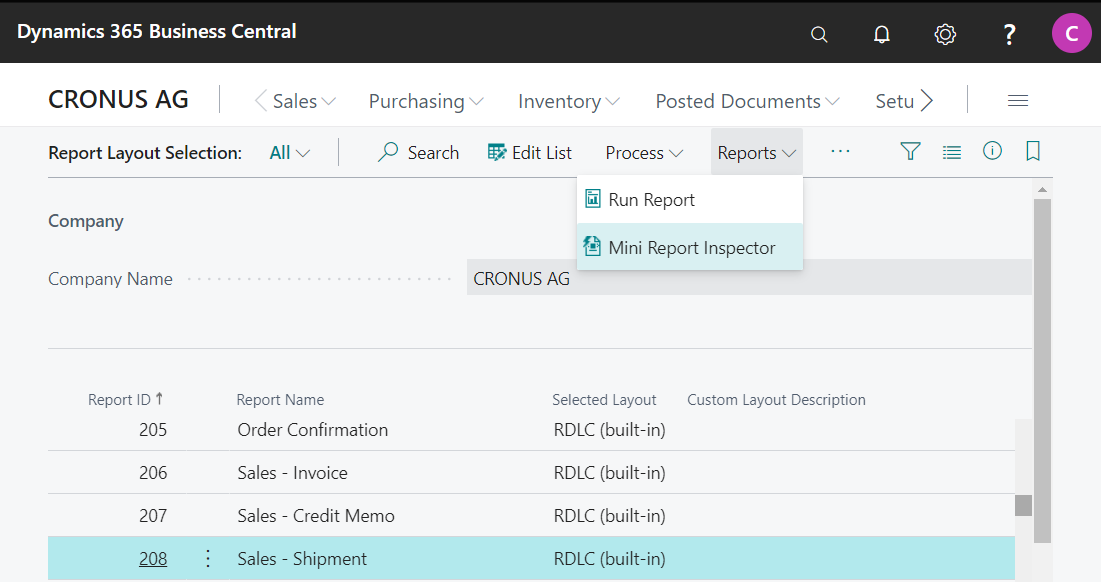 Dynamics 365 Business Central
?
C
CRONUS AG
Sales
Purchasing
Inventory
Posted Documents
Setu
Report Layout Selection:
All
Search
Edit List
Process
Reports
...
Run Report
Mini Report Inspector
Company
Company Name
CRONUS AG
Report ID ↑
Report Name
Selected Layout
Custom Layout Description
205
Order Confirmation
RDLC (built-in)
206
Sales - Invoice
RDLC (built-in)
207
Sales - Credit Memo
RDLC (built-in)
208
Sales - Shipment
RDLC (built-in)